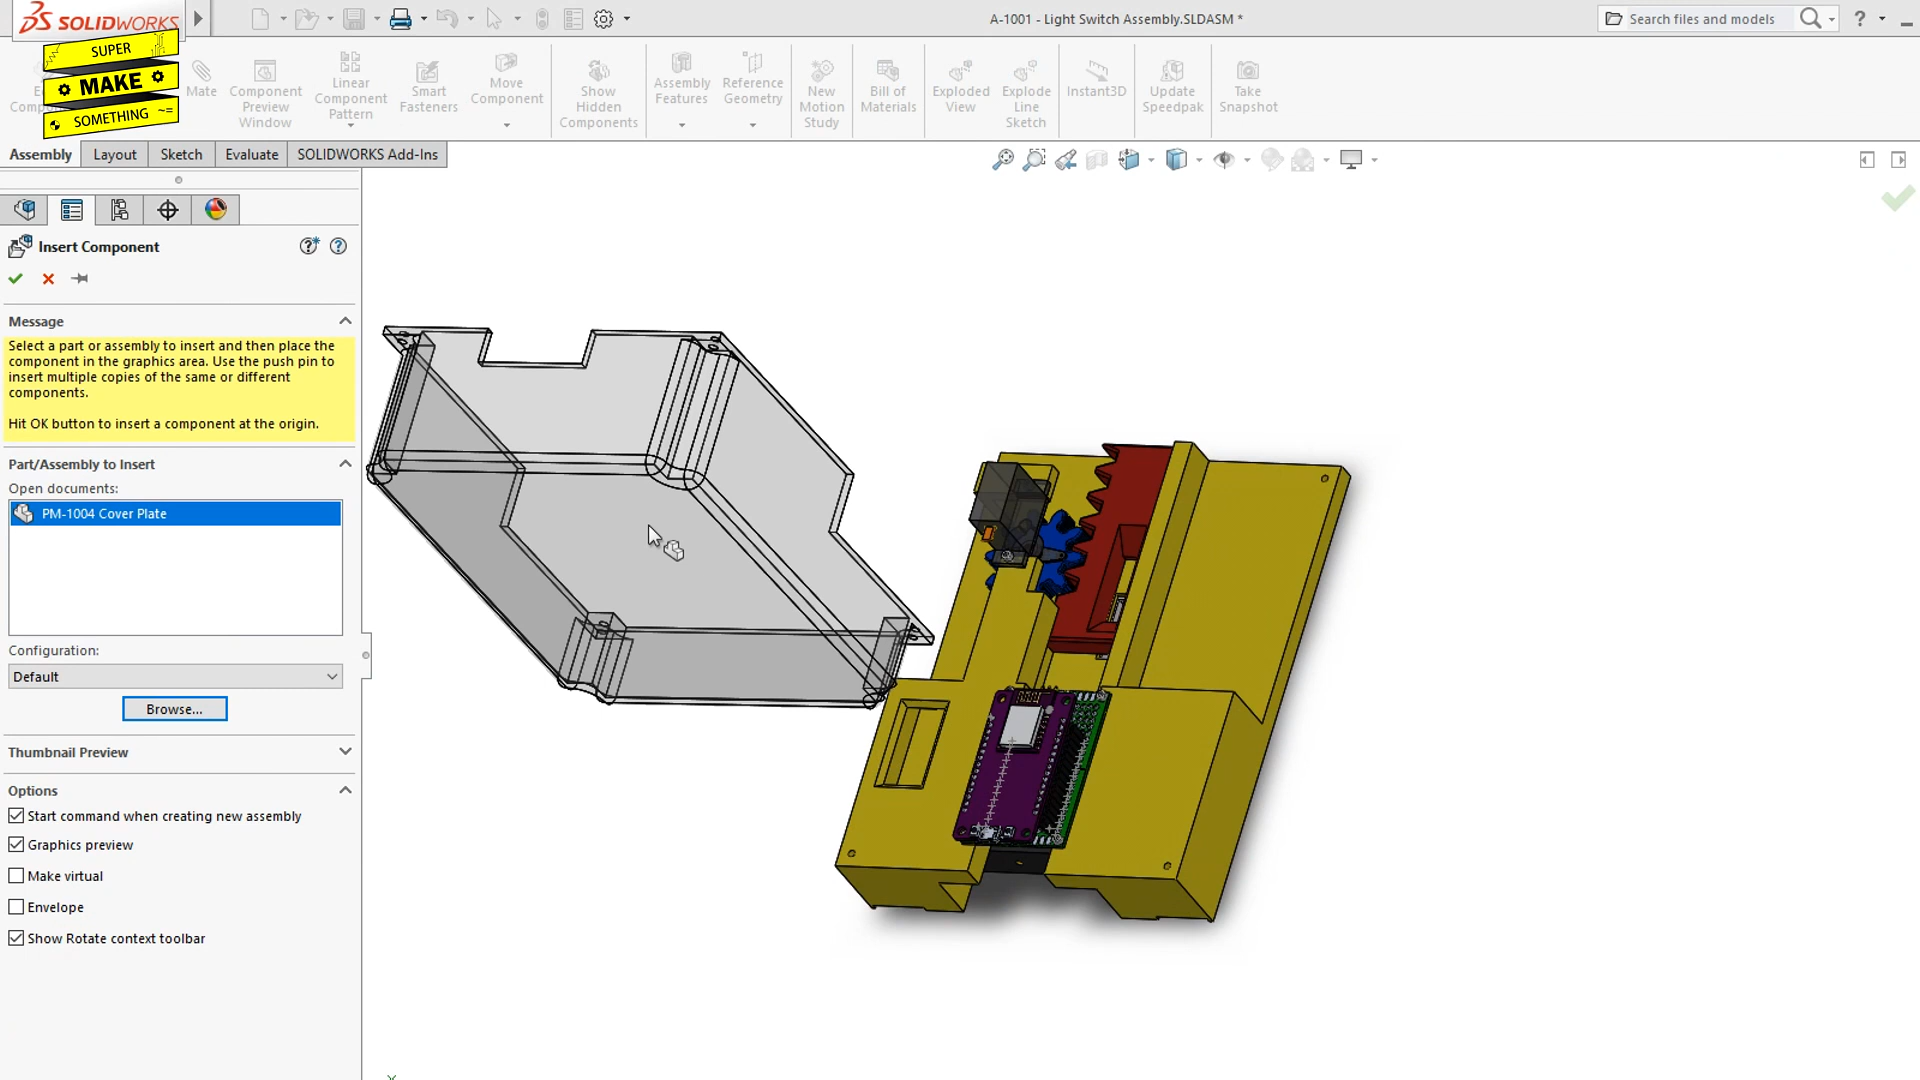 SOLIDWORKS
A-1001 - Light Switch Assembly.SLDASM *
Search files and models
?
SUPER
MAKE
SOMETHING
Mate
Component Preview Window
Linear Component Pattern
Smart Fasteners
Move Component
Show Hidden Components
Assembly Features
Reference Geometry
New Motion Study
Bill of Materials
Exploded View
Explode Line Sketch
Instant3D
Update Speedpak
Take Snapshot
Assembly
Layout
Sketch
Evaluate
SOLIDWORKS Add-Ins
Insert Component
Message
Select a part or assembly to insert and then place the
component in the graphics area. Use the push pin to
insert multiple copies of the same or different
components.
Hit OK button to insert a component at the origin.
Part/Assembly to Insert
Open documents:
PM-1004 Cover Plate
Configuration:
Default
Browse...
Thumbnail Preview
Options
Start command when creating new assembly
Graphics preview
Make virtual
Envelope
Show Rotate context toolbar